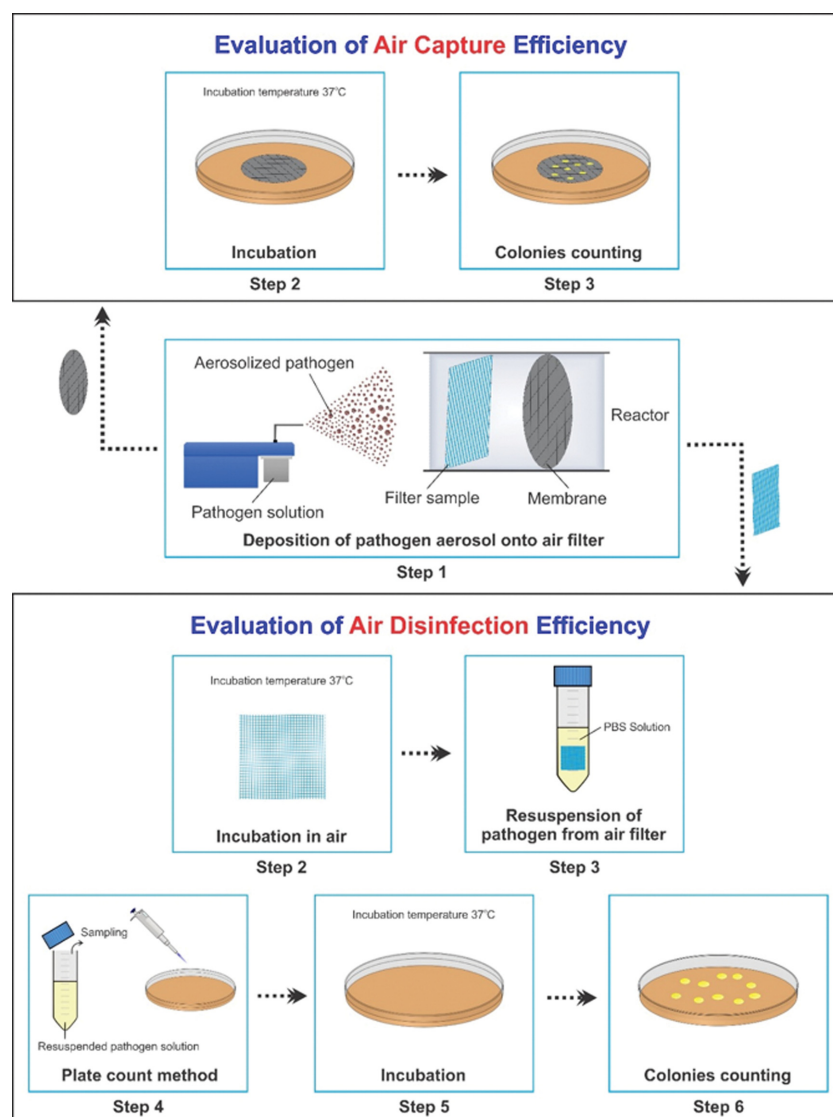 Evaluation of Air Capture Efficiency
Incubation temperature 37°C
Incubation
Step 2
Colonies counting
Step 3
Aerosolized pathogen
Pathogen solution
Filter sample
Membrane
Reactor
Deposition of pathogen aerosol onto air filter
Step 1
Evaluation of Air Disinfection Efficiency
Incubation temperature 37°C
Incubation in air
Step 2
PBS Solution
Resuspension of
pathogen from air filter
Step 3
Sampling
Resuspended pathogen solution
Plate count method
Step 4
Incubation temperature 37°C
Incubation
Step 5
Colonies counting
Step 6